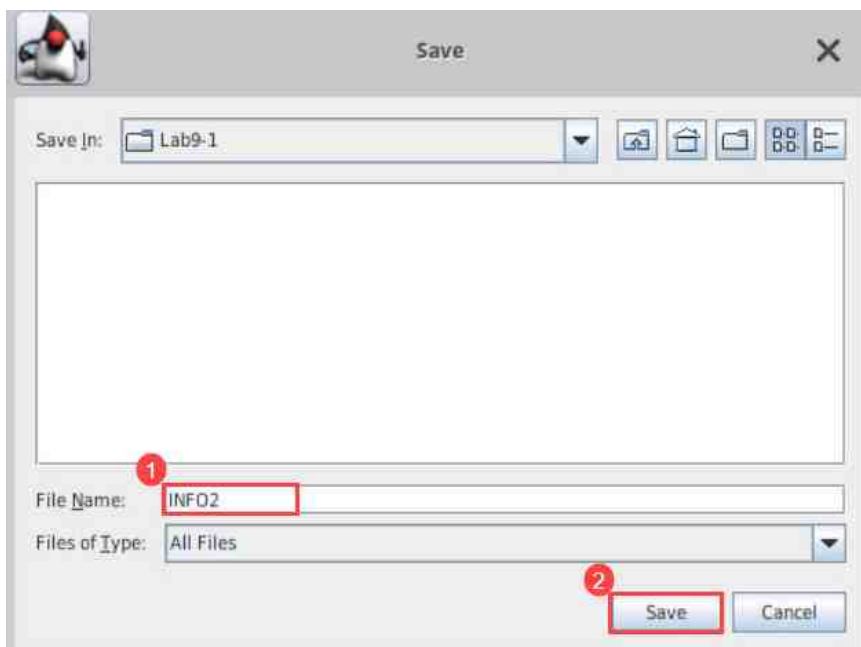 Save
Save In: Lab9-1
1
File Name: INFO2
Files of Type: All Files
2
Save Cancel